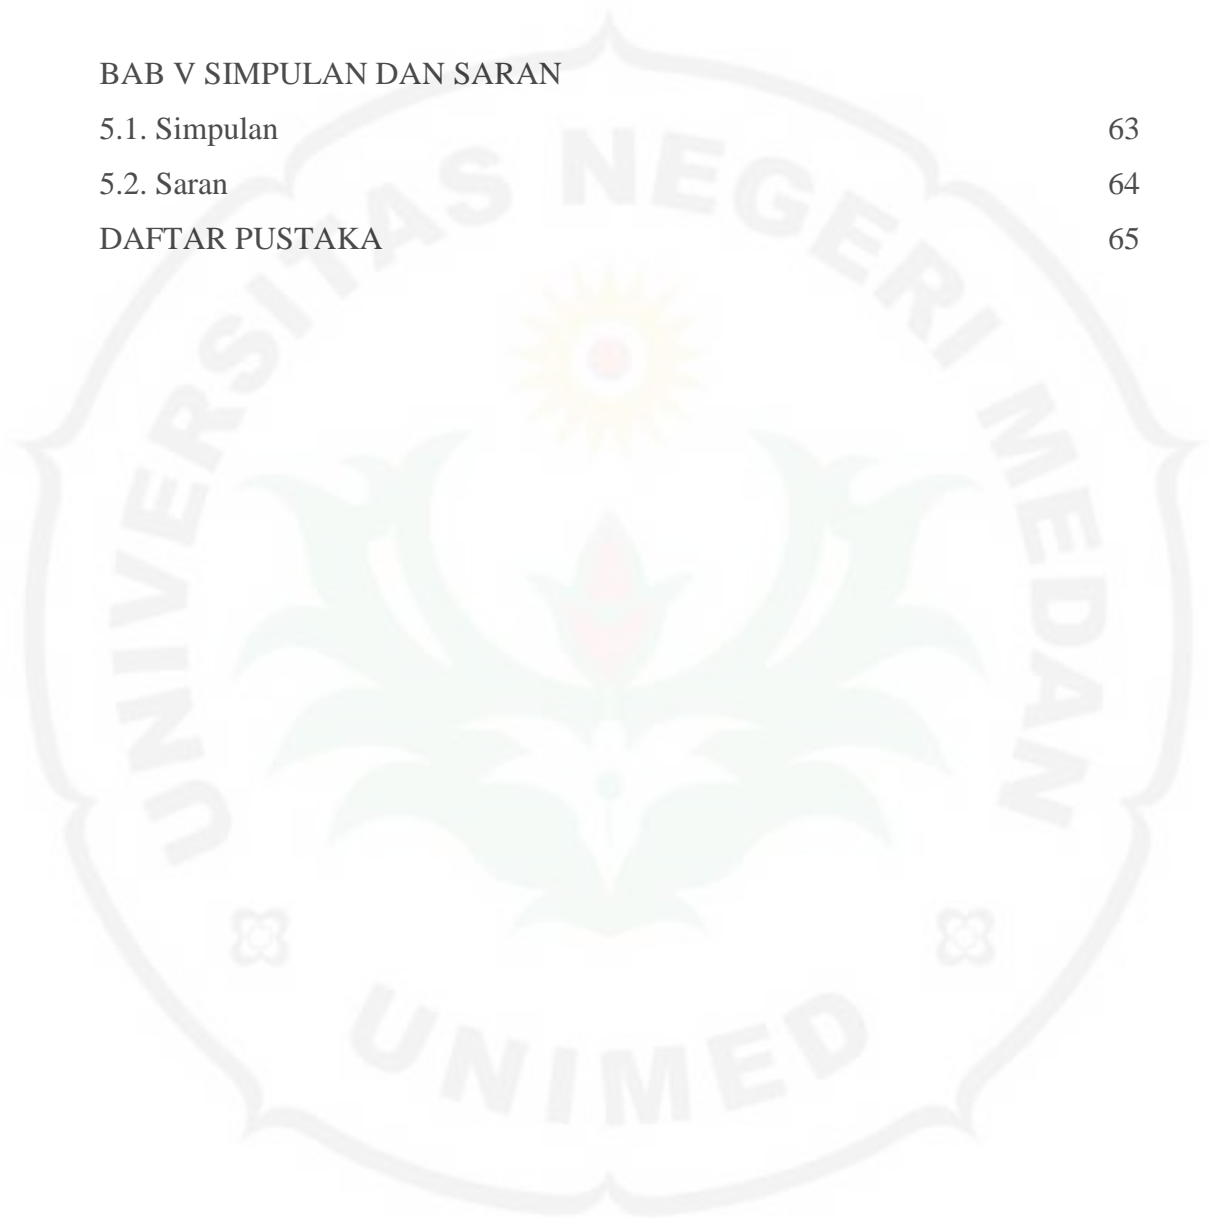 BAB V SIMPULAN DAN SARAN
5.1. Simpulan 63
5.2. Saran 64
DAFTAR PUSTAKA 65
UNIVERSITAS NEGERI MEDAN
UNIMED